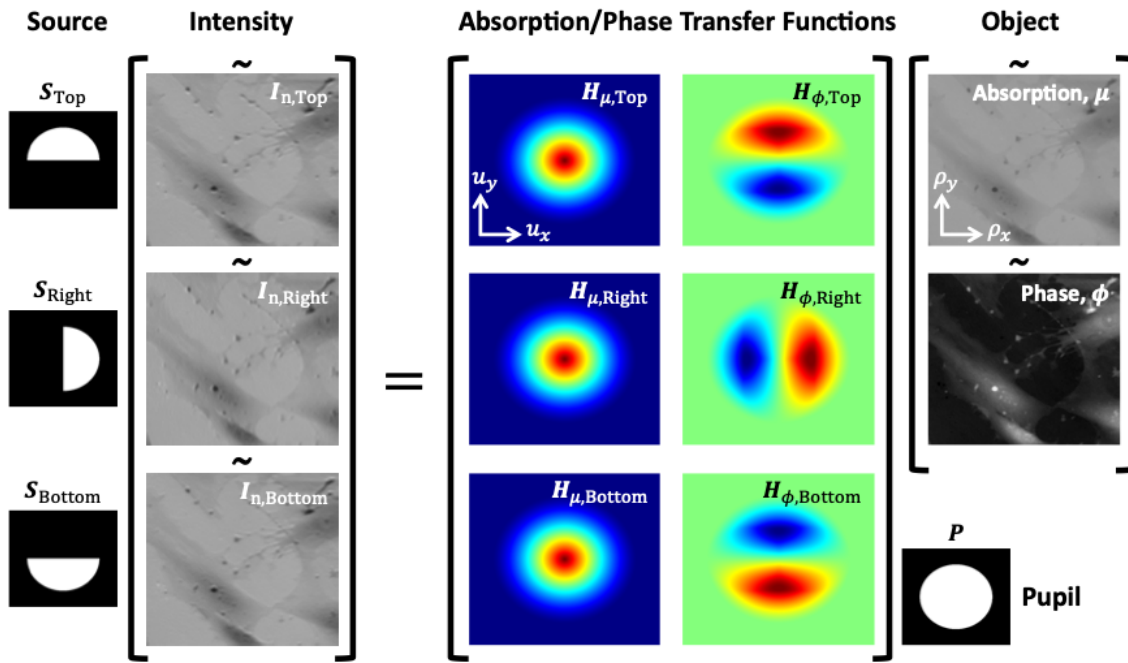 Source Intensity Absorption/Phase Transfer Functions Object
S_Top ~ I_n,Top H_μ,Top H_ϕ,Top ~ Absorption, μ
u_y u_x ρ_y ρ_x
S_Right ~ I_n,Right H_μ,Right H_ϕ,Right ~ Phase, ϕ
=
S_Bottom ~ I_n,Bottom H_μ,Bottom H_ϕ,Bottom
P
Pupil